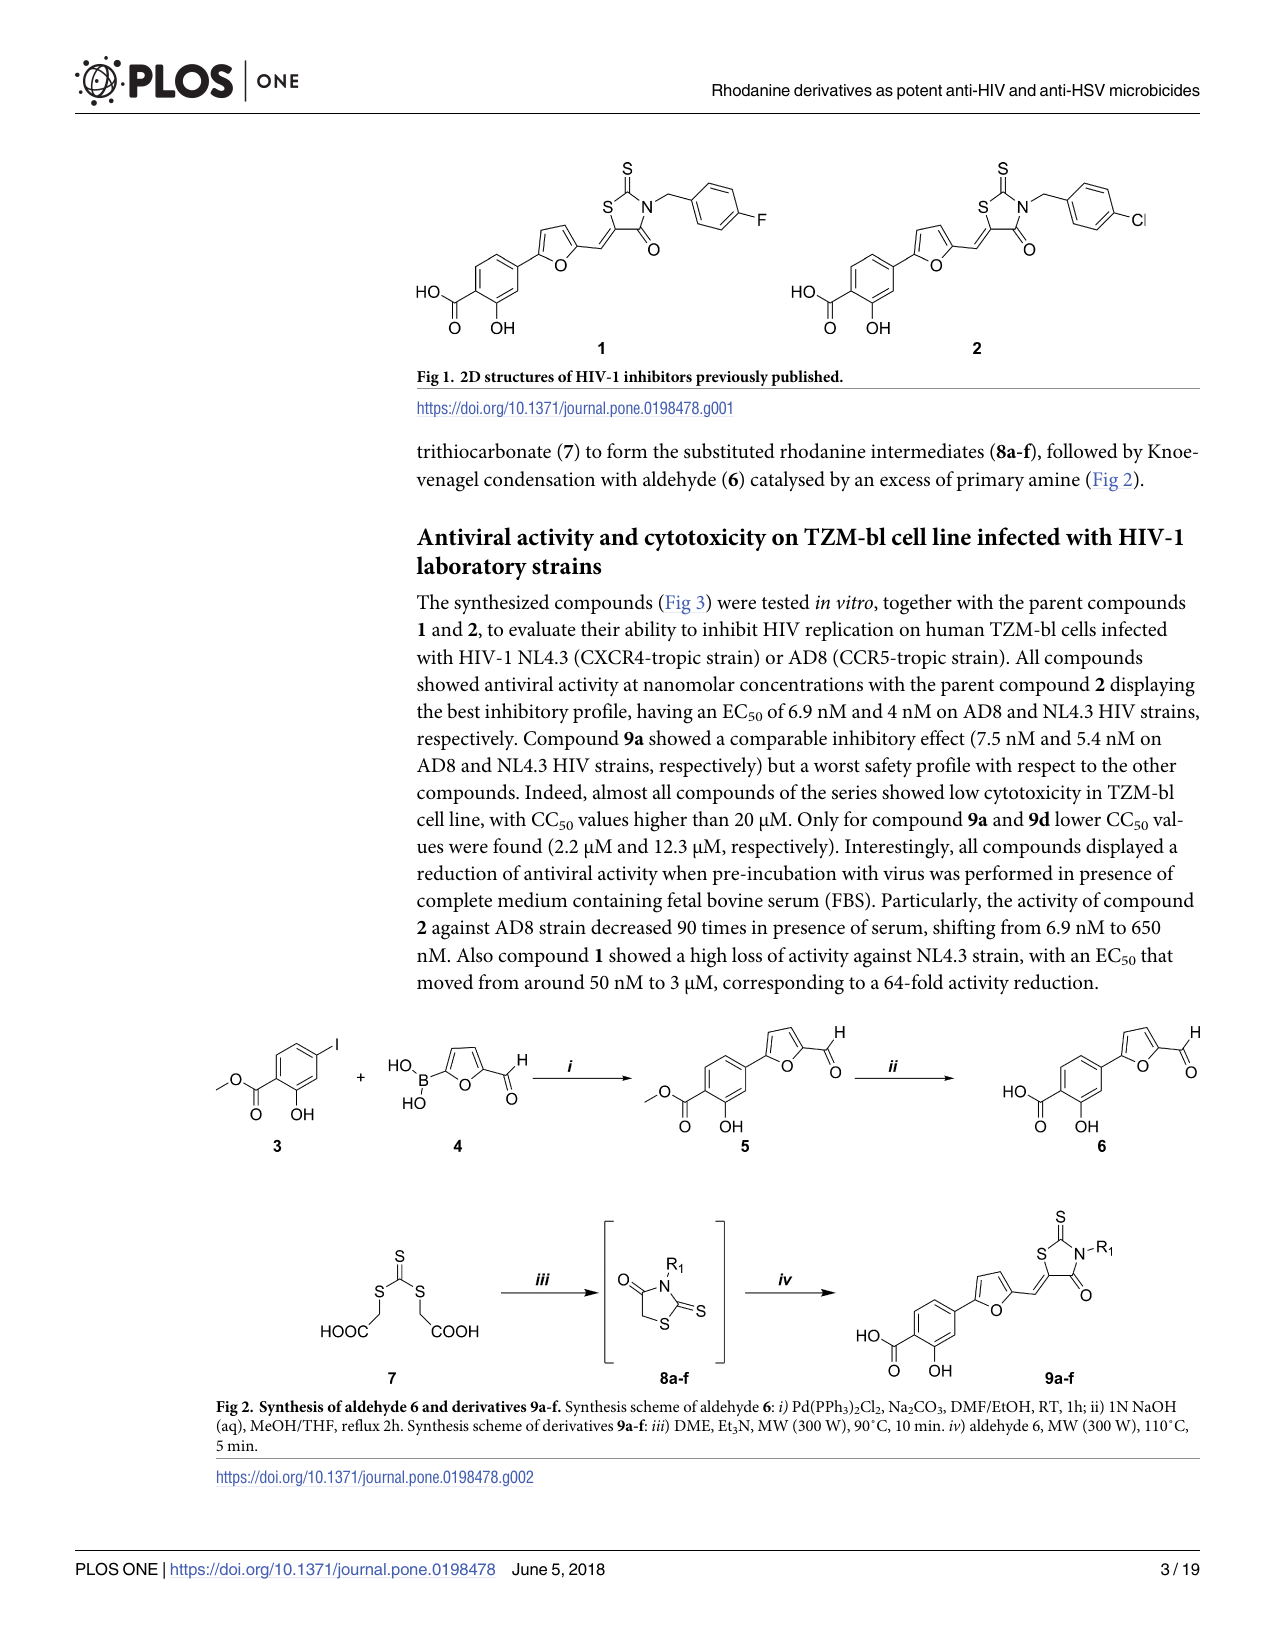 PLOS | ONE
Rhodanine derivatives as potent anti-HIV and anti-HSV microbicides
S
S
N
F
O
O
HO
O
OH
1
S
S
N
Cl
O
O
HO
O
OH
2
Fig 1. 2D structures of HIV-1 inhibitors previously published.
https://doi.org/10.1371/journal.pone.0198478.g001
trithiocarbonate (7) to form the substituted rhodanine intermediates (8a-f), followed by Knoe-
venagel condensation with aldehyde (6) catalysed by an excess of primary amine (Fig 2).
Antiviral activity and cytotoxicity on TZM-bl cell line infected with HIV-1
laboratory strains
The synthesized compounds (Fig 3) were tested in vitro, together with the parent compounds
1 and 2, to evaluate their ability to inhibit HIV replication on human TZM-bl cells infected
with HIV-1 NL4.3 (CXCR4-tropic strain) or AD8 (CCR5-tropic strain). All compounds
showed antiviral activity at nanomolar concentrations with the parent compound 2 displaying
the best inhibitory profile, having an EC50 of 6.9 nM and 4 nM on AD8 and NL4.3 HIV strains,
respectively. Compound 9a showed a comparable inhibitory effect (7.5 nM and 5.4 nM on
AD8 and NL4.3 HIV strains, respectively) but a worst safety profile with respect to the other
compounds. Indeed, almost all compounds of the series showed low cytotoxicity in TZM-bl
cell line, with CC50 values higher than 20 μM. Only for compound 9a and 9d lower CC50 val-
ues were found (2.2 μM and 12.3 μM, respectively). Interestingly, all compounds displayed a
reduction of antiviral activity when pre-incubation with virus was performed in presence of
complete medium containing fetal bovine serum (FBS). Particularly, the activity of compound
2 against AD8 strain decreased 90 times in presence of serum, shifting from 6.9 nM to 650
nM. Also compound 1 showed a high loss of activity against NL4.3 strain, with an EC50 that
moved from around 50 nM to 3 μM, corresponding to a 64-fold activity reduction.
I
O
O
OH
3
+
HO
B
HO
O
H
O
4
i
H
O
O
O
O
OH
5
ii
H
O
O
HO
O
OH
6
S
S
S
HOOC
COOH
7
iii
R1
O
N
S
S
8a-f
iv
S
S
N
R1
O
O
HO
O
OH
9a-f
Fig 2. Synthesis of aldehyde 6 and derivatives 9a-f. Synthesis scheme of aldehyde 6: i) Pd(PPh3)2Cl2, Na2CO3, DMF/EtOH, RT, 1h; ii) 1N NaOH
(aq), MeOH/THF, reflux 2h. Synthesis scheme of derivatives 9a-f: iii) DME, Et3N, MW (300 W), 90˚C, 10 min. iv) aldehyde 6, MW (300 W), 110˚C,
5 min.
https://doi.org/10.1371/journal.pone.0198478.g002
PLOS ONE | https://doi.org/10.1371/journal.pone.0198478 June 5, 2018
3 / 19